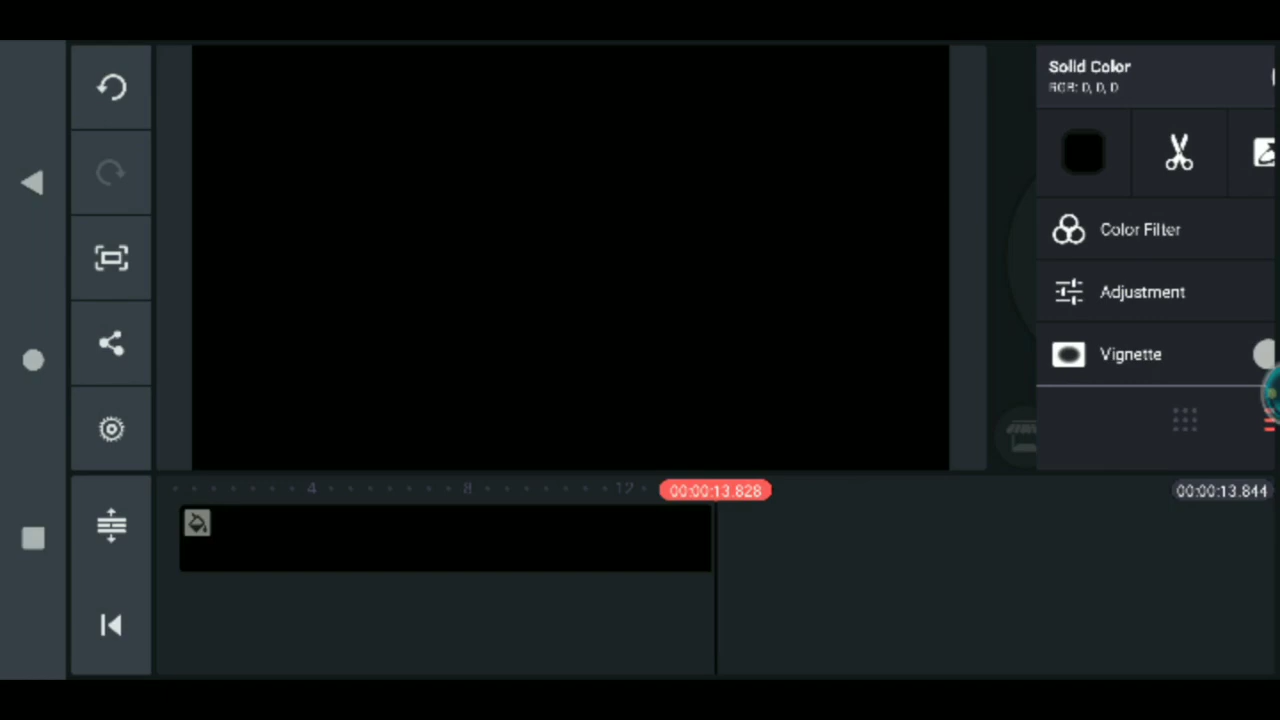 Solid Color
RGB: 0, 0, 0
Color Filter
Adjustment
Vignette
4 8 12
00:00:13.828
00:00:13.844